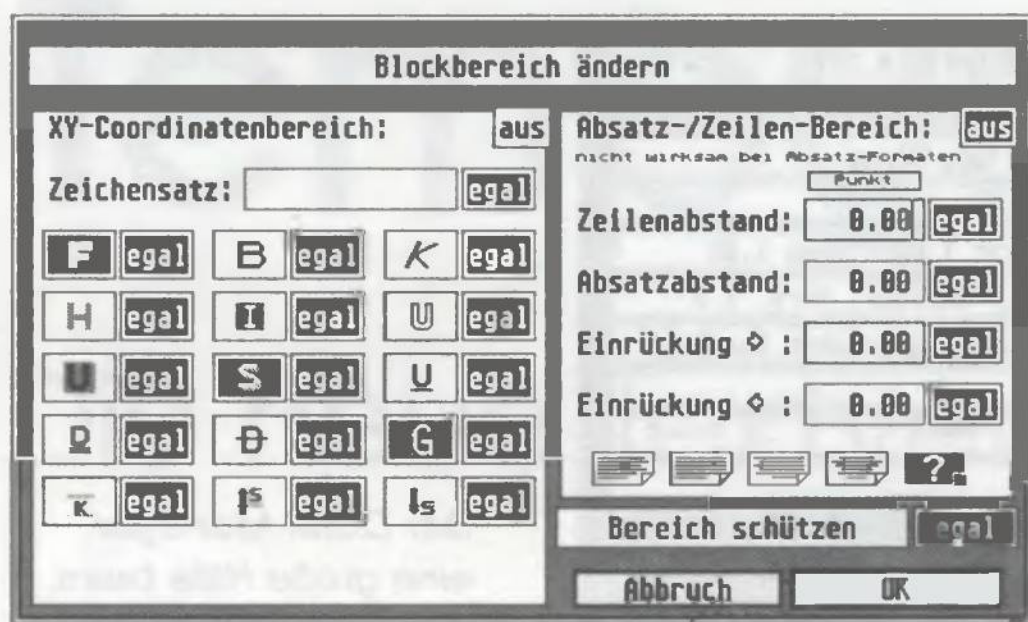 Blockbereich ändern
XY-Coordinatenbereich: aus
Zeichensatz: egal
F egal B egal K egal
H egal I egal U egal
U egal S egal U egal
D egal D egal G egal
K egal S egal S egal
Absatz-/Zeilen-Bereich: aus
nicht wirksam bei Absatz-Formaten
Punkt
Zeilenabstand: 0.00 egal
Absatzabstand: 0.00 egal
Einrückung : 0.00 egal
Einrückung : 0.00 egal
?
Bereich schützen egal
Abbruch OK